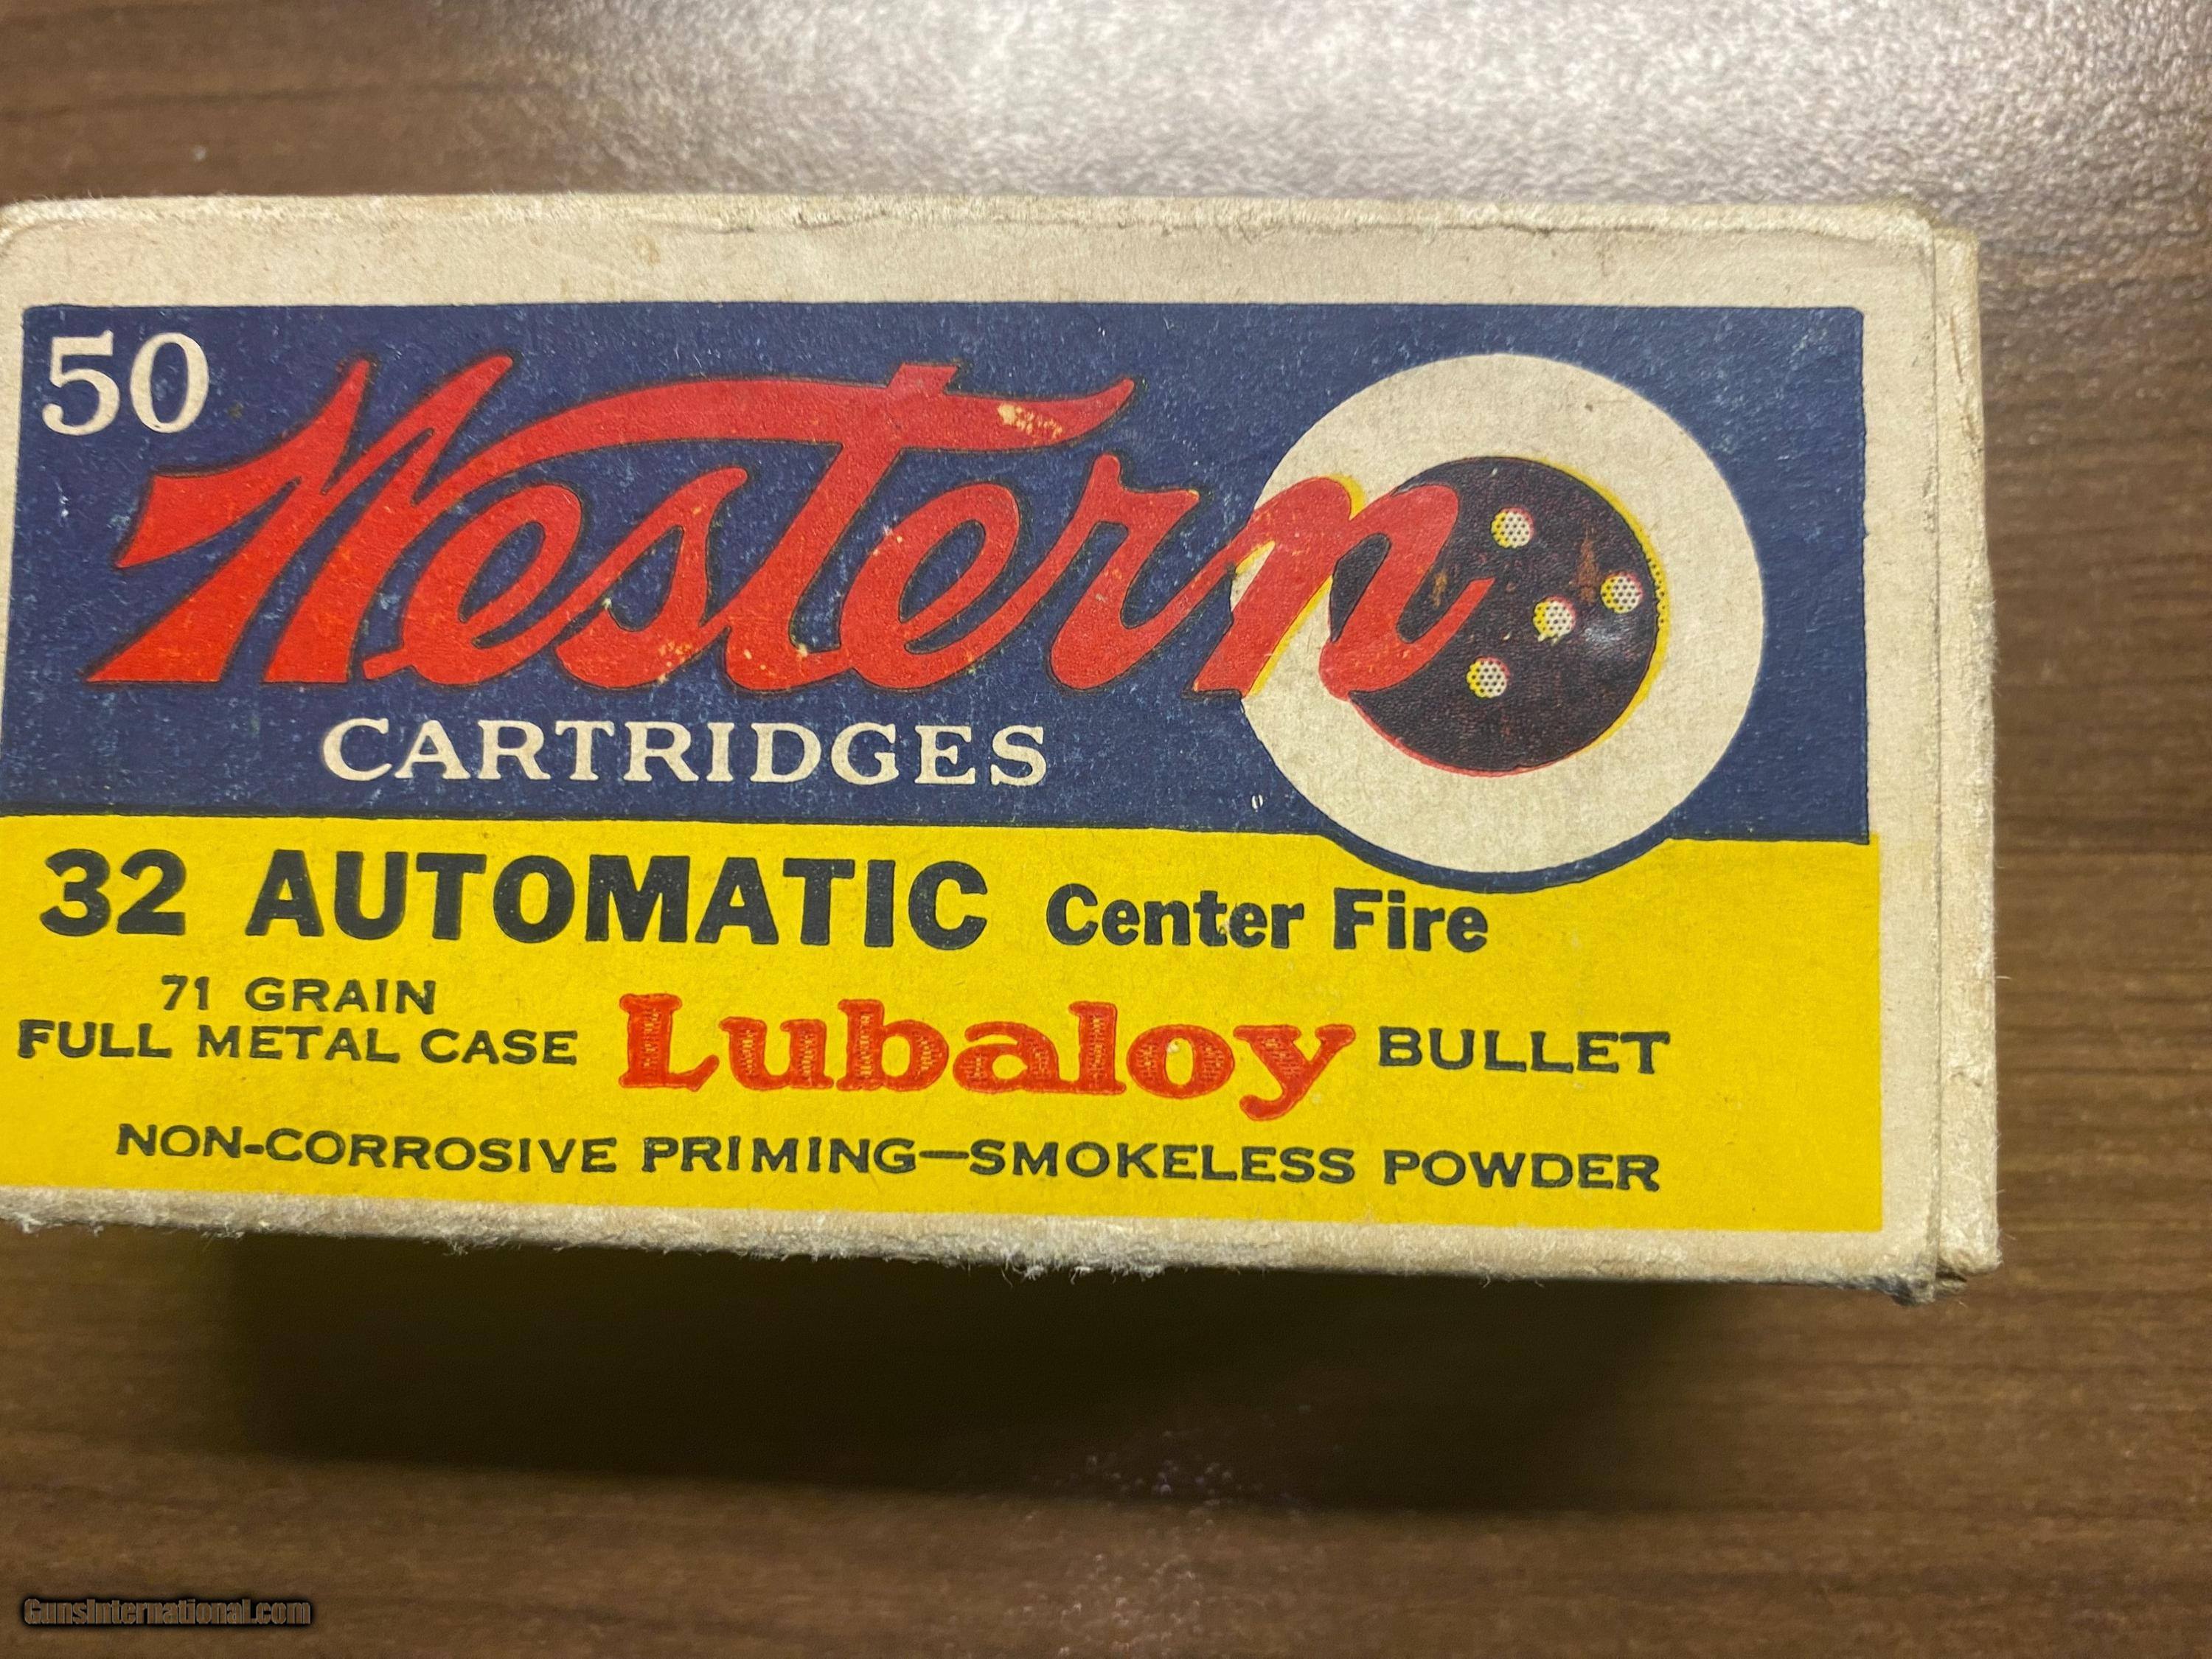 50
Western
CARTRIDGES
32 AUTOMATIC Center Fire
71 GRAIN
FULL METAL CASE Lubaloy BULLET
NON-CORROSIVE PRIMING—SMOKELESS POWDER
GunsInternational.com